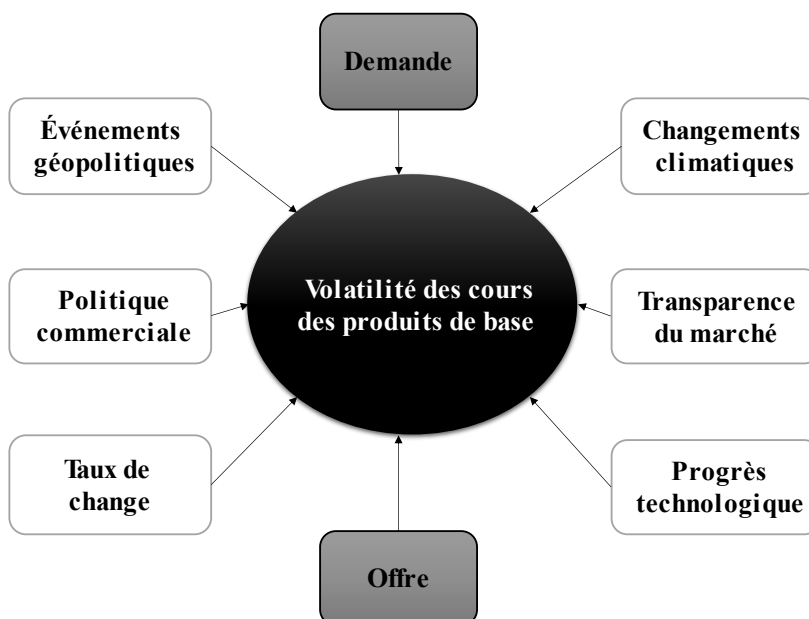 Demande
Événements
géopolitiques
Changements
climatiques
Volatilité des cours
des produits de base
Politique
commerciale
Transparence
du marché
Taux de
change
Progrès
technologique
Offre